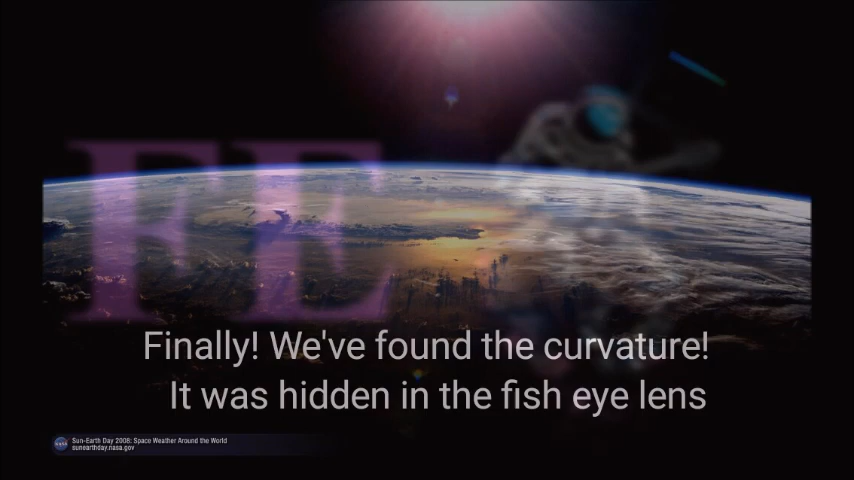 FE
Finally! We've found the curvature!
It was hidden in the fish eye lens
NASA
Sun-Earth Day 2008: Space Weather Around the World
sunearthday.nasa.gov